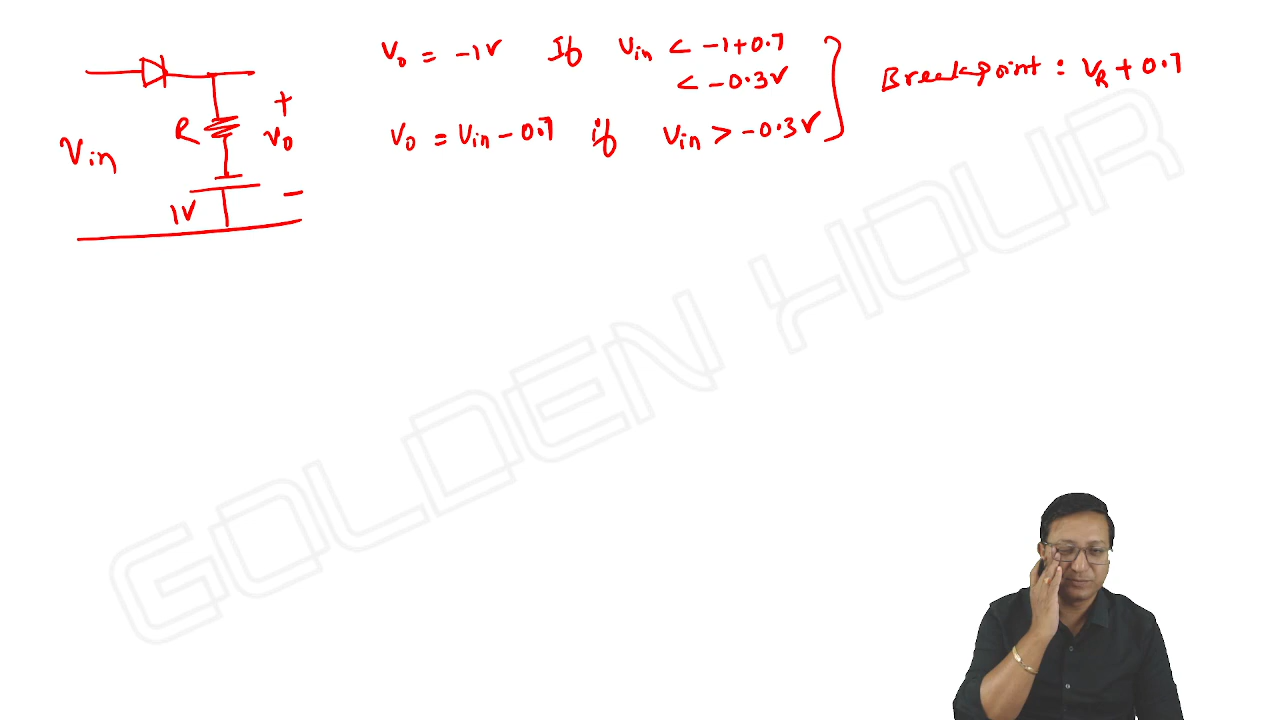 V₀ = -1V If Vin < -1+0.7
< -0.3V
V₀ = Vin - 0.7 if Vin > -0.3V
Breakpoint : VR + 0.7
Vin
R
+
V₀
-
1V
GOLDEN HOUR